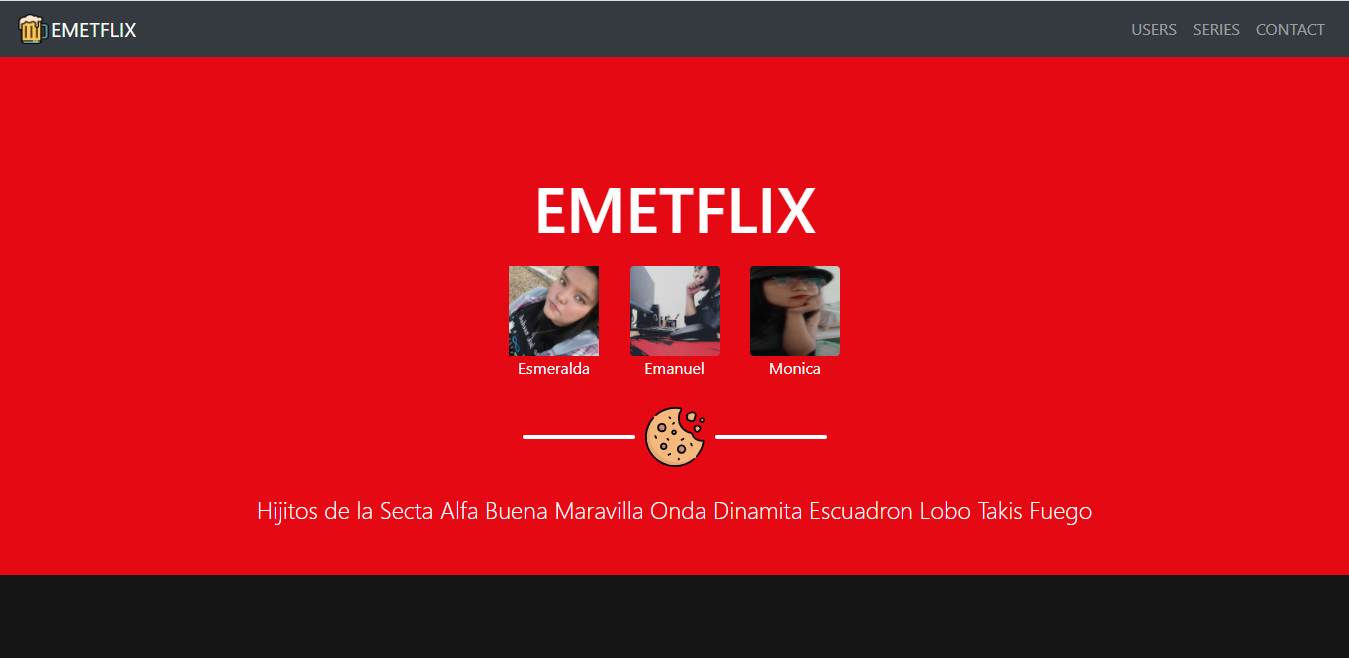 EMETFLIX
USERS SERIES CONTACT
EMETFLIX
Esmeralda Emanuel Monica
Hijitos de la Secta Alfa Buena Maravilla Onda Dinamita Escuadron Lobo Takis Fuego